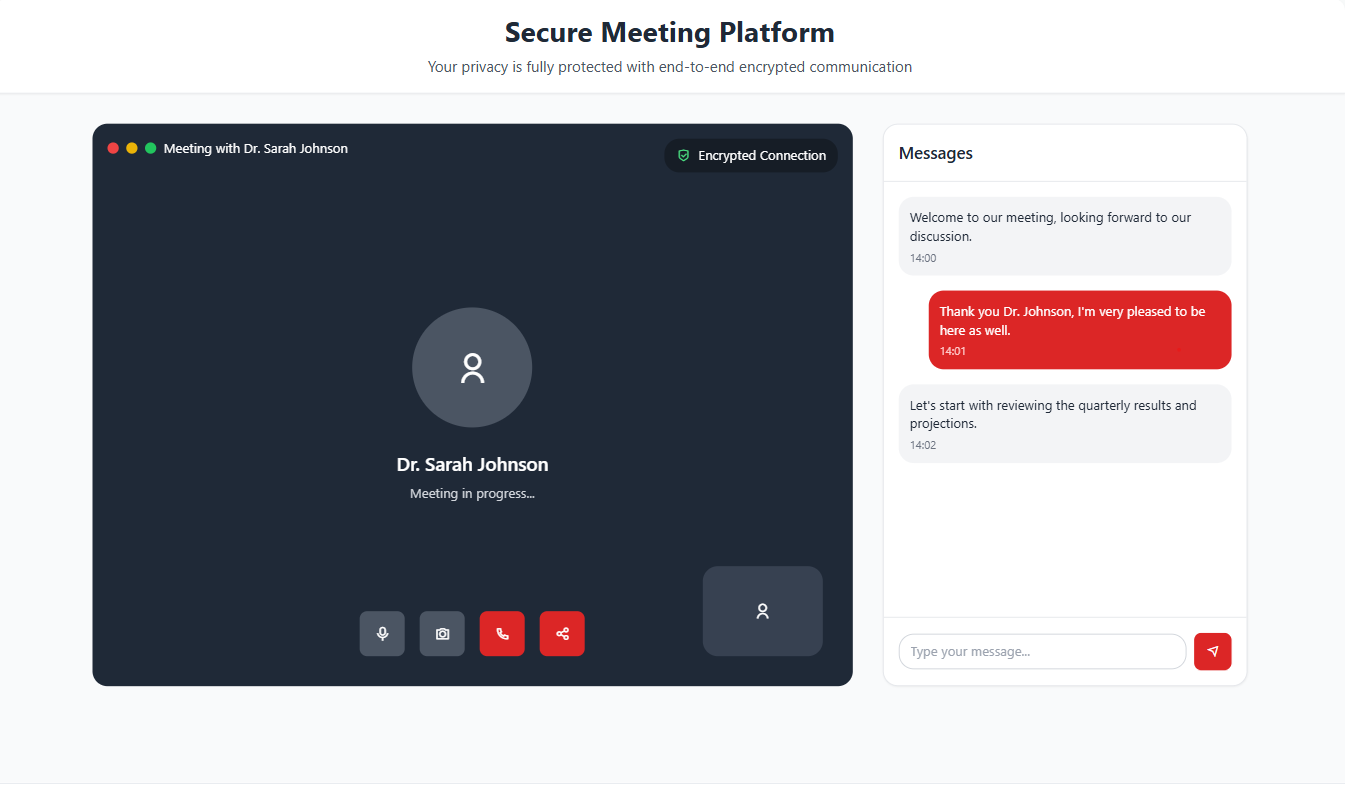 Secure Meeting Platform
Your privacy is fully protected with end-to-end encrypted communication
Meeting with Dr. Sarah Johnson
Encrypted Connection
Dr. Sarah Johnson
Meeting in progress...
Messages
Welcome to our meeting, looking forward to our
discussion.
14:00
Thank you Dr. Johnson, I'm very pleased to be
here as well.
14:01
Let's start with reviewing the quarterly results and
projections.
14:02
Type your message...